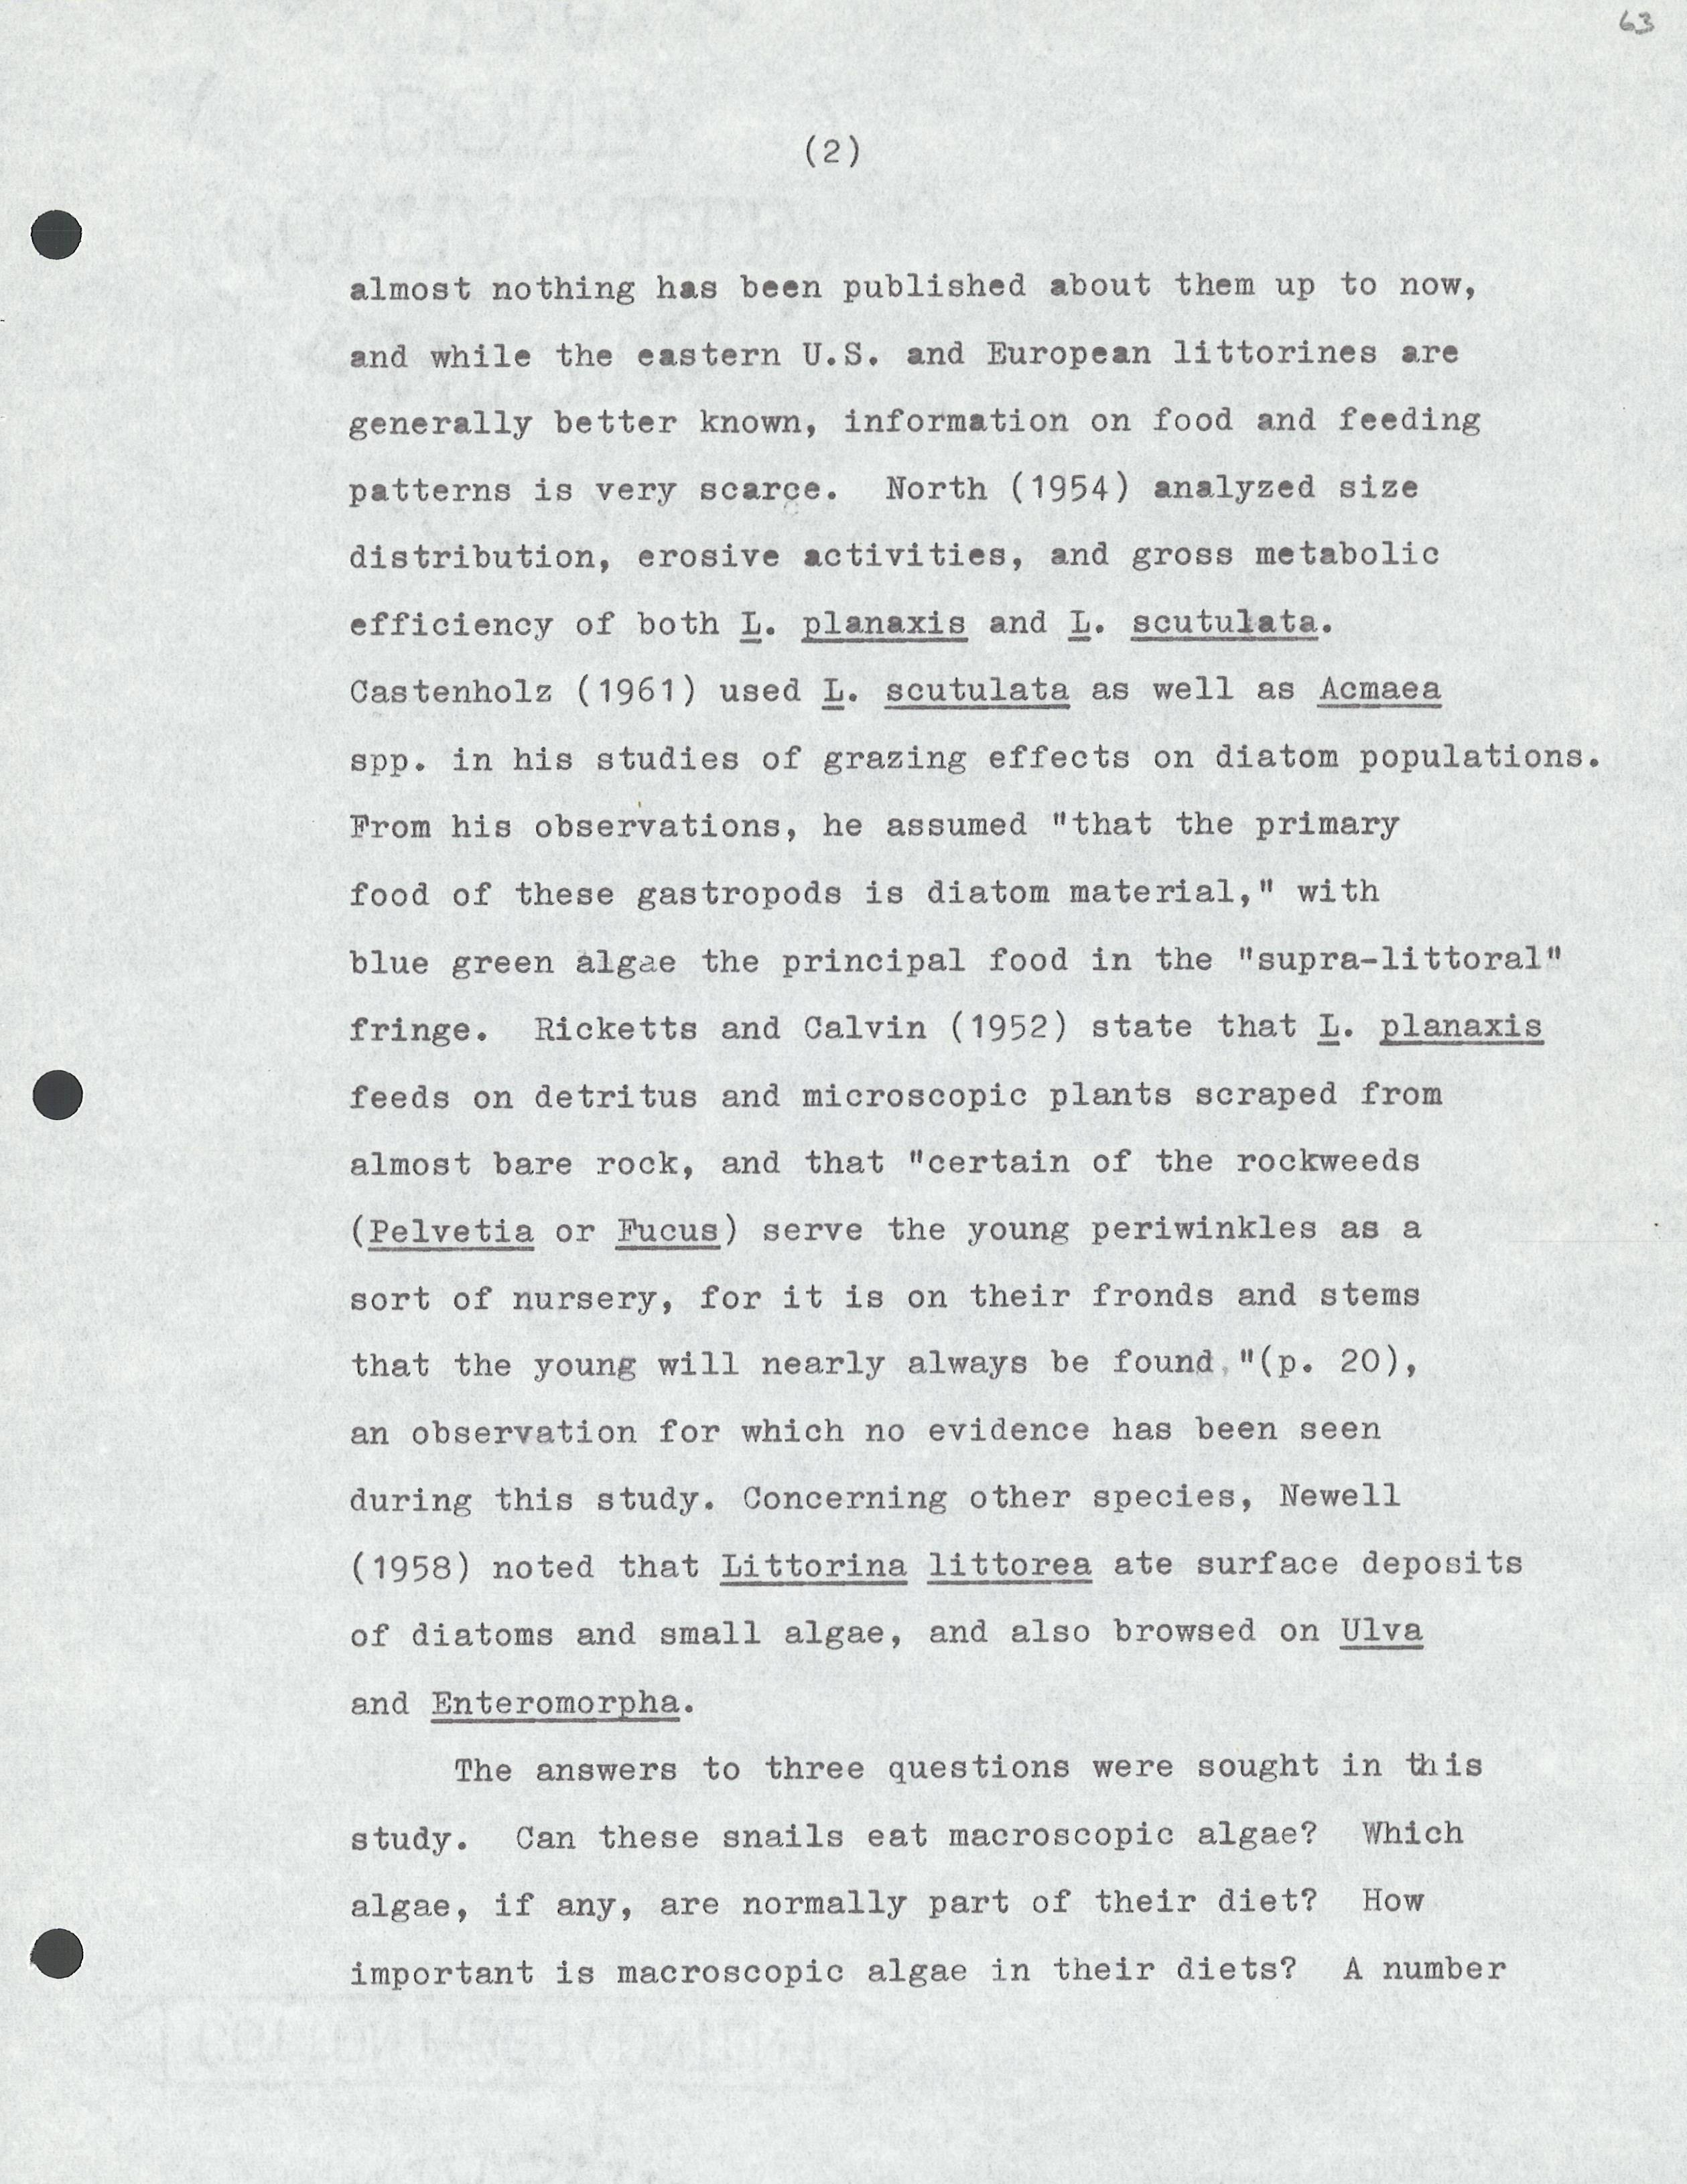 63
(2)
almost nothing has been published about them up to now,
and while the eastern U.S. and European littorines are
generally better known, information on food and feeding
patterns is very scarce.  North (1954) analyzed size
distribution, erosive activities, and gross metabolic
efficiency of both L. planaxis and L. scutulata.
Castenholz (1961) used L. scutulata as well as Acmaea
spp. in his studies of grazing effects on diatom populations.
From his observations, he assumed "that the primary
food of these gastropods is diatom material," with
blue green algae the principal food in the "supra-littoral"
fringe.  Ricketts and Calvin (1952) state that L. planaxis
feeds on detritus and microscopic plants scraped from
almost bare rock, and that "certain of the rockweeds
(Pelvetia or Fucus) serve the young periwinkles as a
sort of nursery, for it is on their fronds and stems
that the young will nearly always be found "(p. 20),
an observation for which no evidence has been seen
during this study. Concerning other species, Newell
(1958) noted that Littorina littorea ate surface deposits
of diatoms and small algae, and also browsed on Ulva
and Enteromorpha.
The answers to three questions were sought in this
study.  Can these snails eat macroscopic algae?  Which
algae, if any, are normally part of their diet?  How
important is macroscopic algae in their diets?  A number